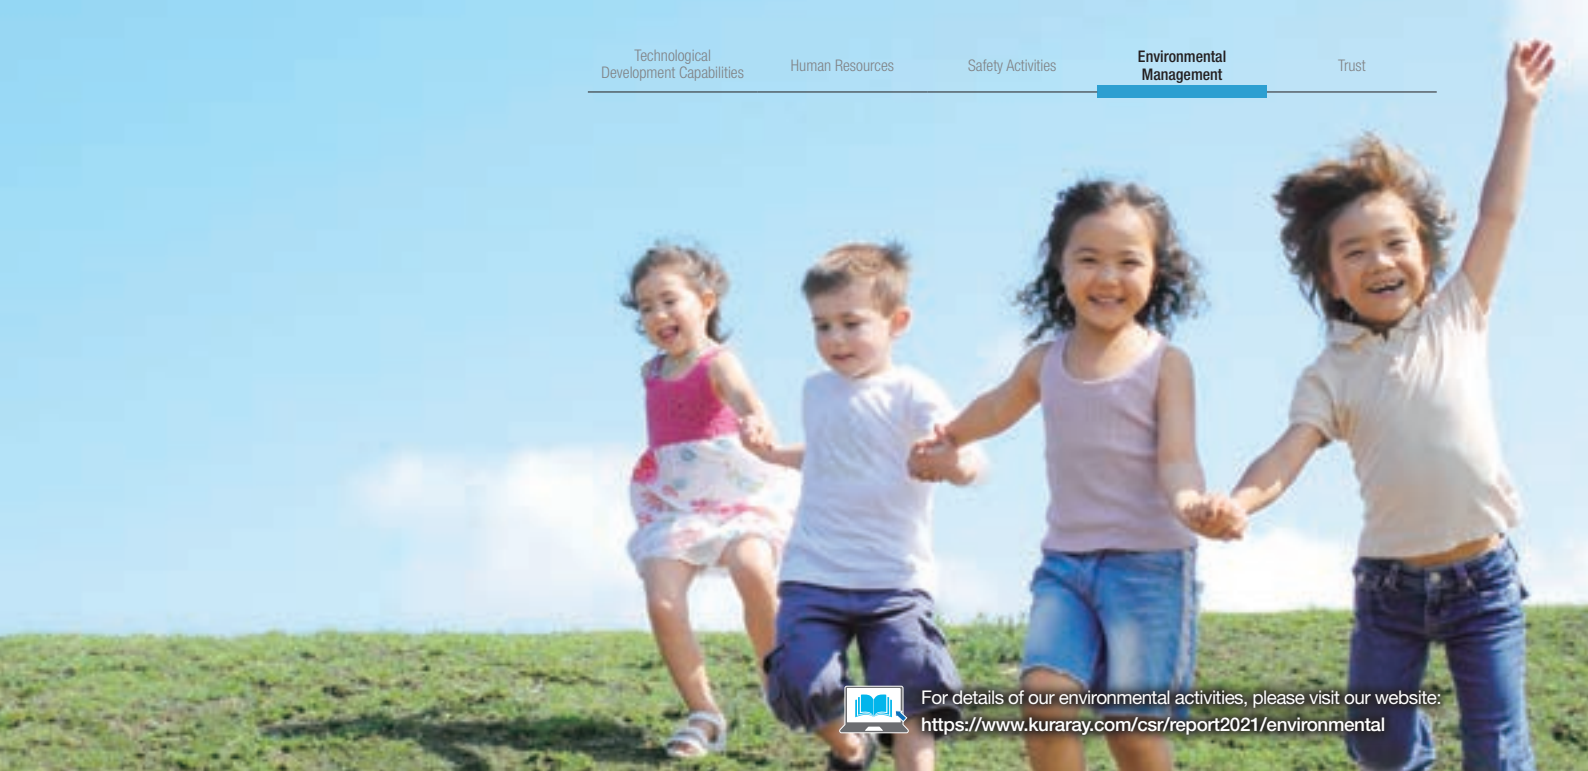 Technological
Development Capabilities
Human Resources
Safety Activities
Environmental
Management
Trust
For details of our environmental activities, please visit our website:
https://www.kuraray.com/csr/report2021/environmental